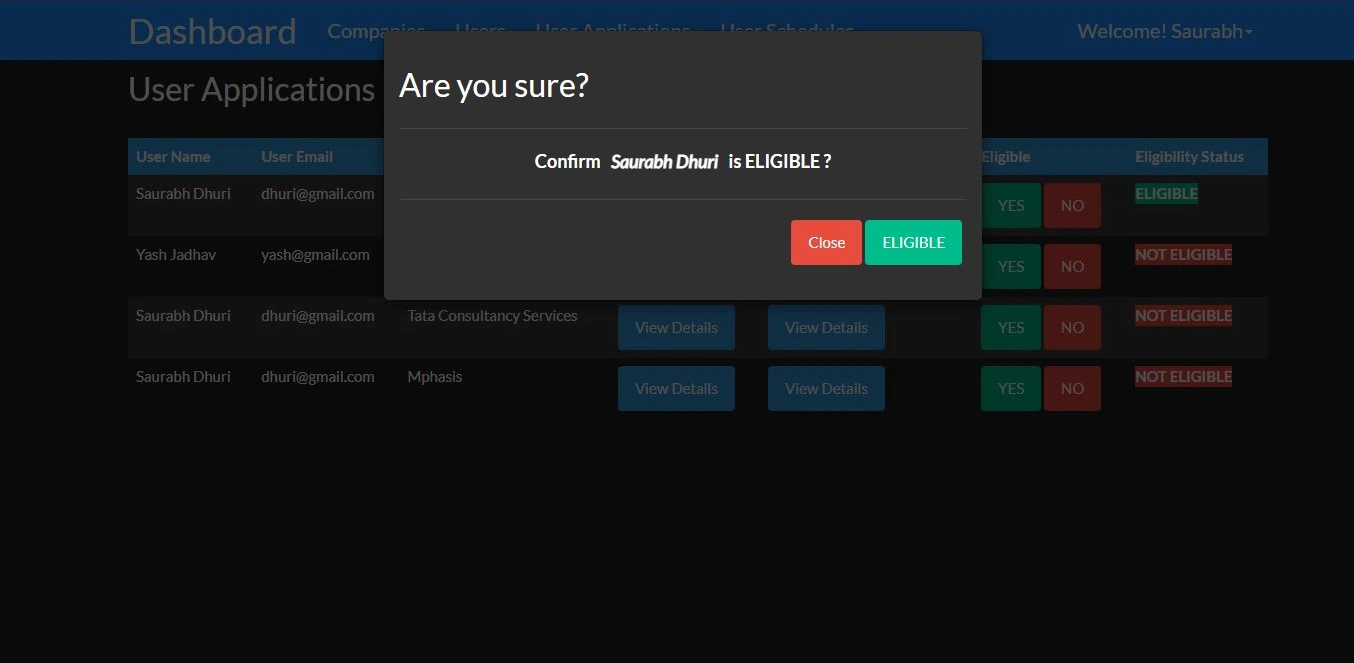 Dashboard Companies Users User Applications User Schedules Welcome! Saurabh
User Applications
Are you sure?
Confirm Saurabh Dhuri is ELIGIBLE ?
Close ELIGIBLE
User Name User Email Eligible Eligibility Status
Saurabh Dhuri dhuri@gmail.com YES NO ELIGIBLE
Yash Jadhav yash@gmail.com YES NO NOT ELIGIBLE
Saurabh Dhuri dhuri@gmail.com Tata Consultancy Services View Details View Details YES NO NOT ELIGIBLE
Saurabh Dhuri dhuri@gmail.com Mphasis View Details View Details YES NO NOT ELIGIBLE